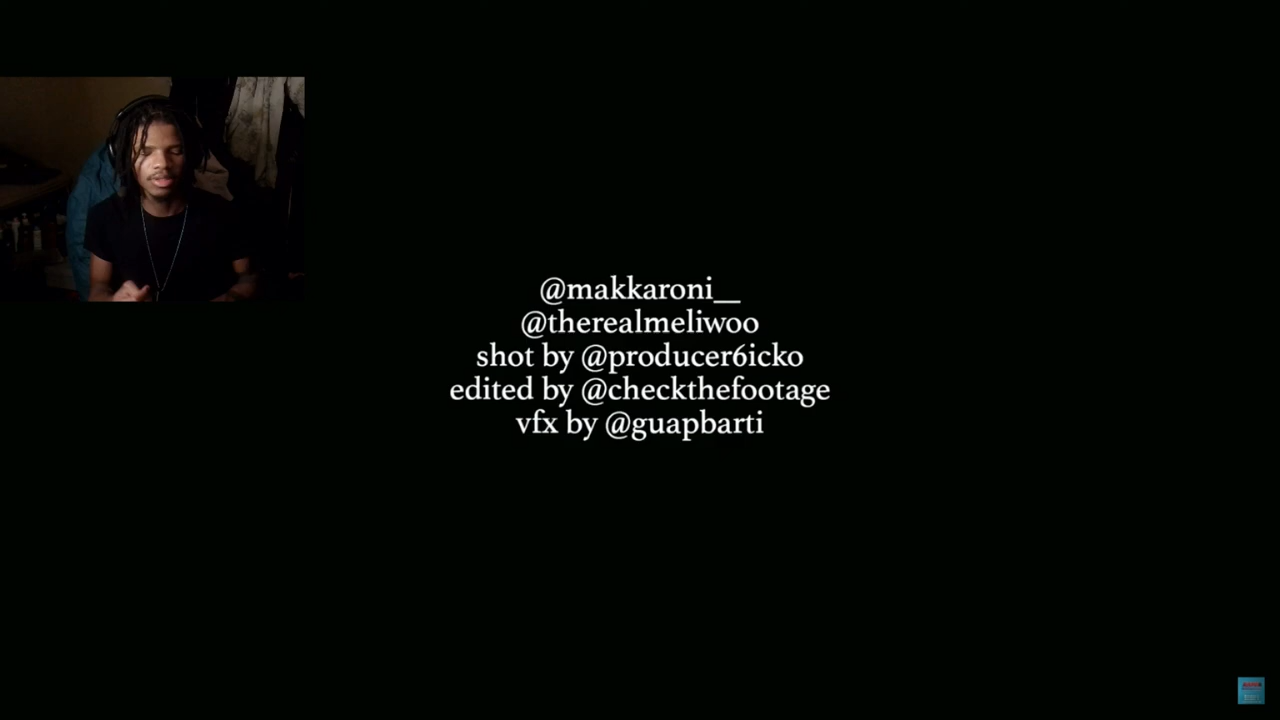 @makkaroni__
@therealmeliwoo
shot by @producer6icko
edited by @checkthefootage
vfx by @guapbarti